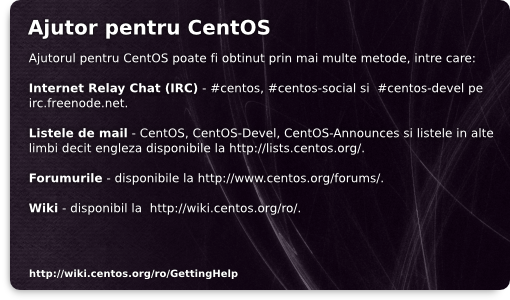 Ajutor pentru CentOS
Ajutorul pentru CentOS poate fi obtinut prin mai multe metode, intre care:
Internet Relay Chat (IRC) - #centos, #centos-social si  #centos-devel pe
irc.freenode.net.
Listele de mail - CentOS, CentOS-Devel, CentOS-Announces si listele in alte
limbi decit engleza disponibile la http://lists.centos.org/.
Forumurile - disponibile la http://www.centos.org/forums/.
Wiki - disponibil la  http://wiki.centos.org/ro/.
http://wiki.centos.org/ro/GettingHelp